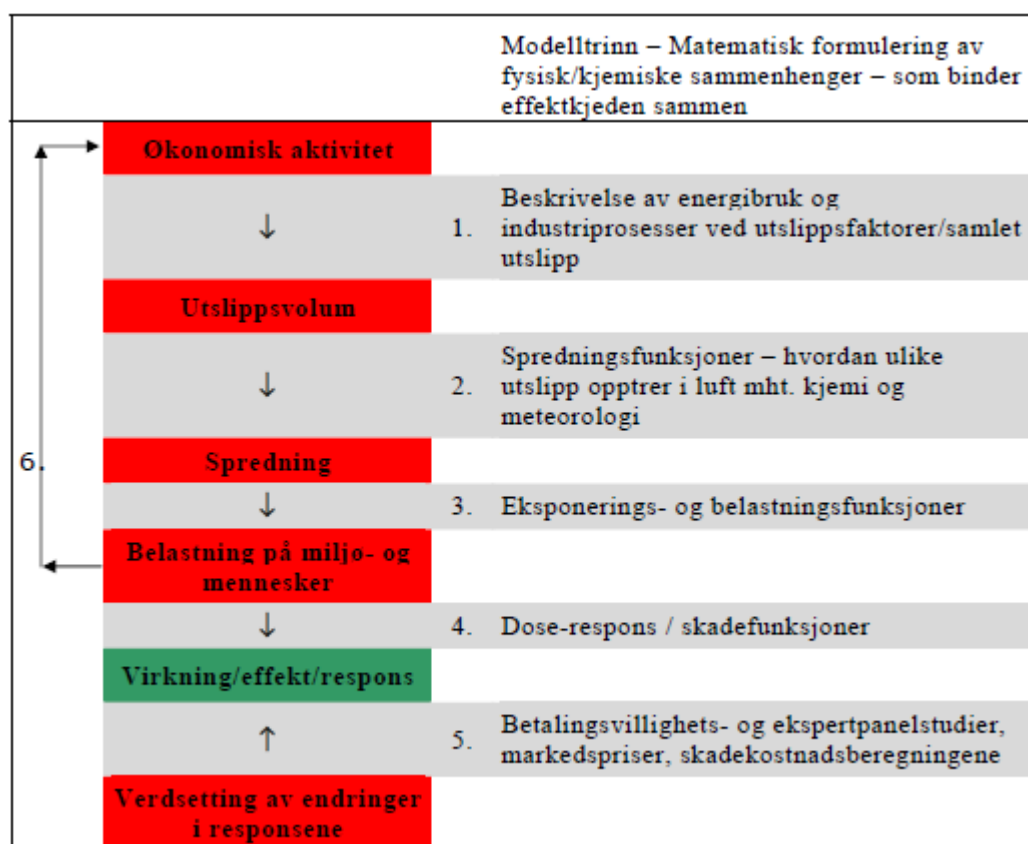 Modelltrinn – Matematisk formulering av
fysisk/kjemiske sammenhenger – som binder
effektkjeden sammen
Økonomisk aktivitet
↓
1.
Beskrivelse av energibruk og
industriprosesser ved utslippsfaktorer/samlet
utslipp
Utslippsvolum
↓
2.
Spredningsfunksjoner – hvordan ulike
utslipp opptrer i luft mht. kjemi og
meteorologi
6.
Spredning
↓
3.
Eksponerings- og belastningsfunksjoner
Belastning på miljø- og
mennesker
↓
4.
Dose-respons / skadefunksjoner
Virkning/effekt/respons
↑
5.
Betalingsvillighets- og ekspertpanelstudier,
markedspriser, skadekostnadsberegningene
Verdsetting av endringer
i responsene